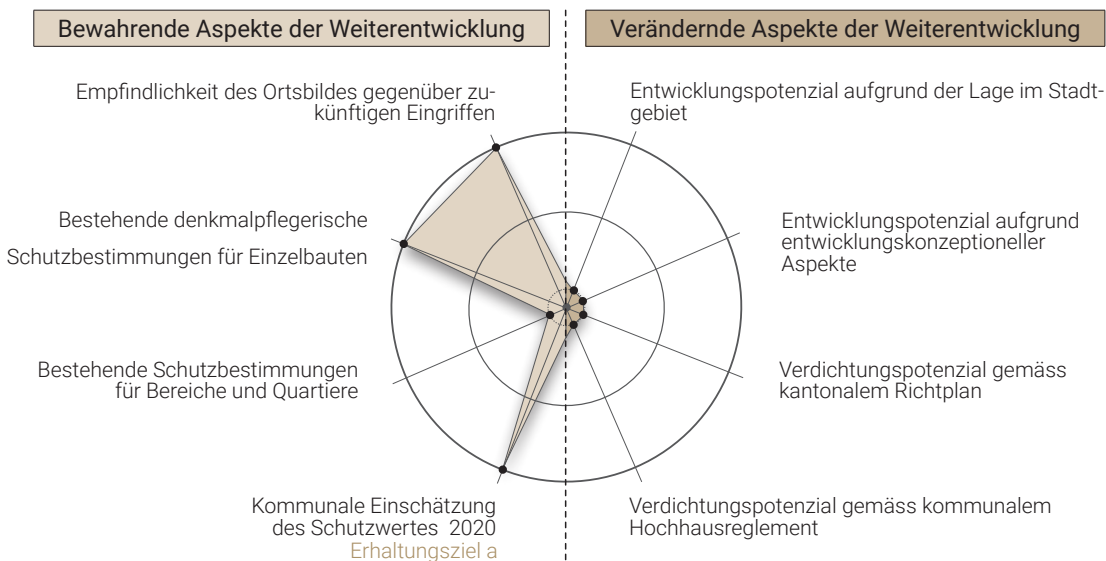 Bewahrende Aspekte der Weiterentwicklung
Verändernde Aspekte der Weiterentwicklung
Empfindlichkeit des Ortsbildes gegenüber zu-
künftigen Eingriffen
Entwicklungspotenzial aufgrund der Lage im Stadt-
gebiet
Bestehende denkmalpflegerische
Schutzbestimmungen für Einzelbauten
Entwicklungspotenzial aufgrund
entwicklungskonzeptioneller
Aspekte
Bestehende Schutzbestimmungen
für Bereiche und Quartiere
Verdichtungspotenzial gemäss
kantonalem Richtplan
Kommunale Einschätzung
des Schutzwertes 2020
Erhaltungsziel a
Verdichtungspotenzial gemäss kommunalem
Hochhausreglement